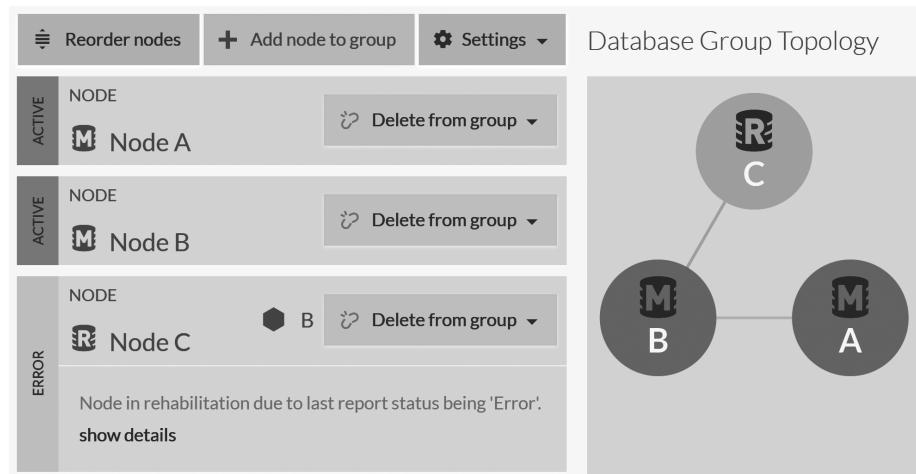 Reorder nodes
Add node to group
Settings
Database Group Topology
ACTIVE
NODE
M Node A
Delete from group
ACTIVE
NODE
M Node B
Delete from group
ERROR
NODE
R Node C
B
Delete from group
Node in rehabilitation due to last report status being 'Error'.
show details
R
C
M
B
M
A